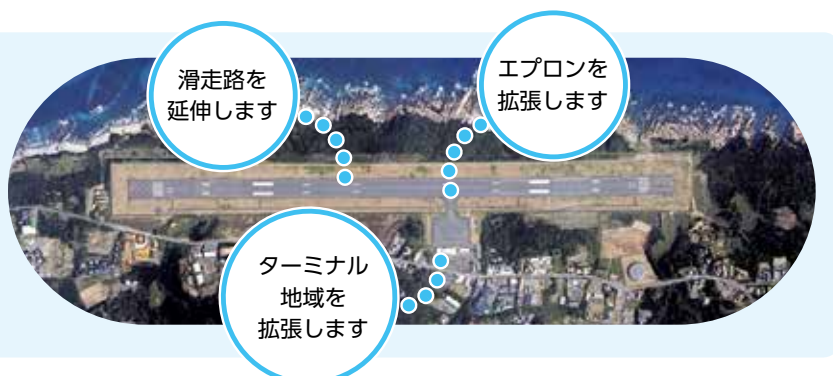 滑走路を
延伸します
エプロンを
拡張します
ターミナル
地域を
拡張します